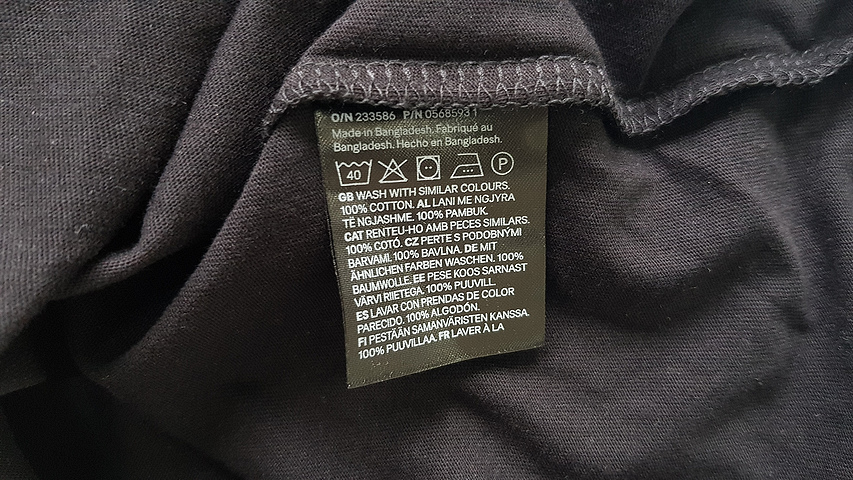 O/N 233586 P/N 0568593 1
Made in Bangladesh. Fabriqué au
Bangladesh. Hecho en Bangladesh.
40 P
GB WASH WITH SIMILAR COLOURS.
100% COTTON. AL LANI ME NGJYRA
TË NGJASHME. 100% PAMBUK.
CAT RENTEU-HO AMB PECES SIMILARS.
100% COTÓ. CZ PERTE S PODOBNÝMI
BARVAMI. 100% BAVLNA. DE MIT
ÄHNLICHEN FARBEN WASCHEN. 100%
BAUMWOLLE. EE PESE KOOS SARNAST
VÄRVI RIIETEGA. 100% PUUVILL.
ES LAVAR CON PRENDAS DE COLOR
PARECIDO. 100% ALGODÓN.
FI PESTÄÄN SAMANVÄRISTEN KANSSA.
100% PUUVILLAA. FR LAVER À LA